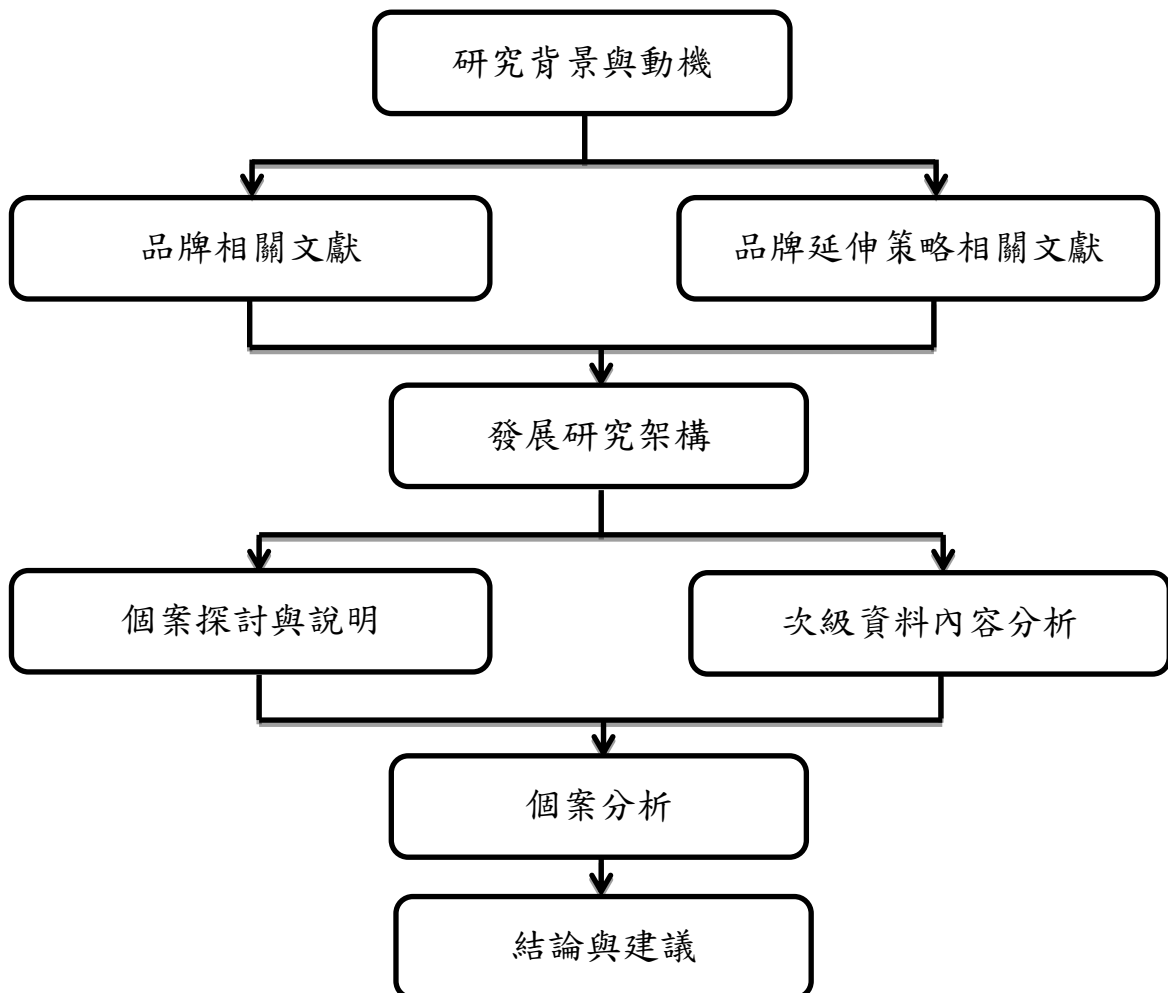 研究背景與動機
品牌相關文獻
品牌延伸策略相關文獻
發展研究架構
個案探討與說明
次級資料內容分析
個案分析
結論與建議